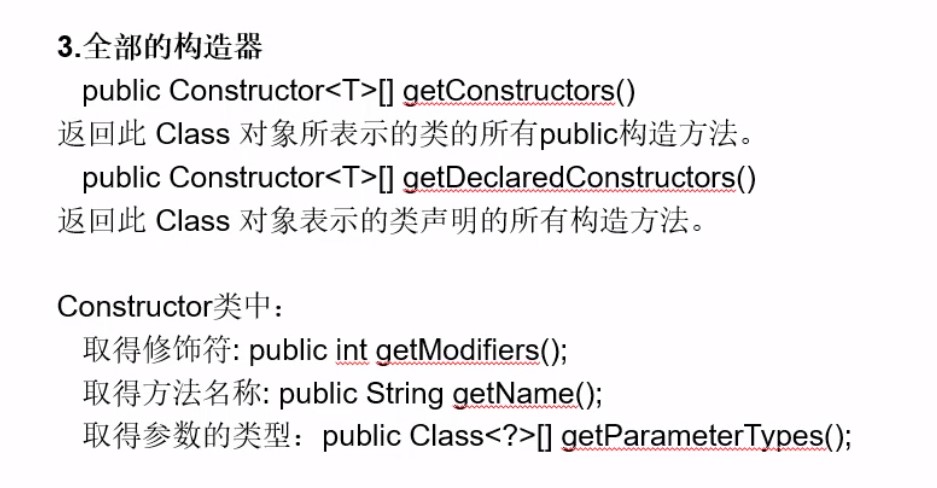 3.全部的构造器
public Constructor<T>[] getConstructors()
返回此 Class 对象所表示的类的所有public构造方法。
public Constructor<T>[] getDeclaredConstructors()
返回此 Class 对象表示的类声明的所有构造方法。
Constructor类中：
取得修饰符: public int getModifiers();
取得方法名称: public String getName();
取得参数的类型：public Class<?>[] getParameterTypes();